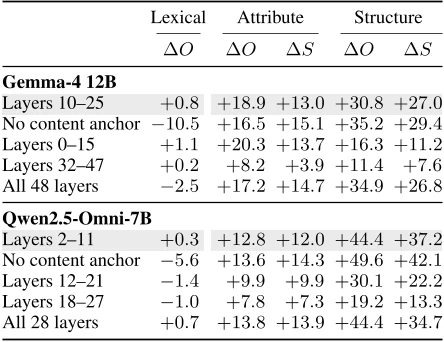 Lexical Attribute Structure
ΔO ΔO ΔS ΔO ΔS
Gemma-4 12B
Layers 10–25 +0.8 +18.9 +13.0 +30.8 +27.0
No content anchor −10.5 +16.5 +15.1 +35.2 +29.4
Layers 0–15 +1.1 +20.3 +13.7 +16.3 +11.2
Layers 32–47 +0.2 +8.2 +3.9 +11.4 +7.6
All 48 layers −2.5 +17.2 +14.7 +34.9 +26.8
Qwen2.5-Omni-7B
Layers 2–11 +0.3 +12.8 +12.0 +44.4 +37.2
No content anchor −5.6 +13.6 +14.3 +49.6 +42.1
Layers 12–21 −1.4 +9.9 +9.9 +30.1 +22.2
Layers 18–27 −1.0 +7.8 +7.3 +19.2 +13.3
All 28 layers +0.7 +13.8 +13.9 +44.4 +34.7